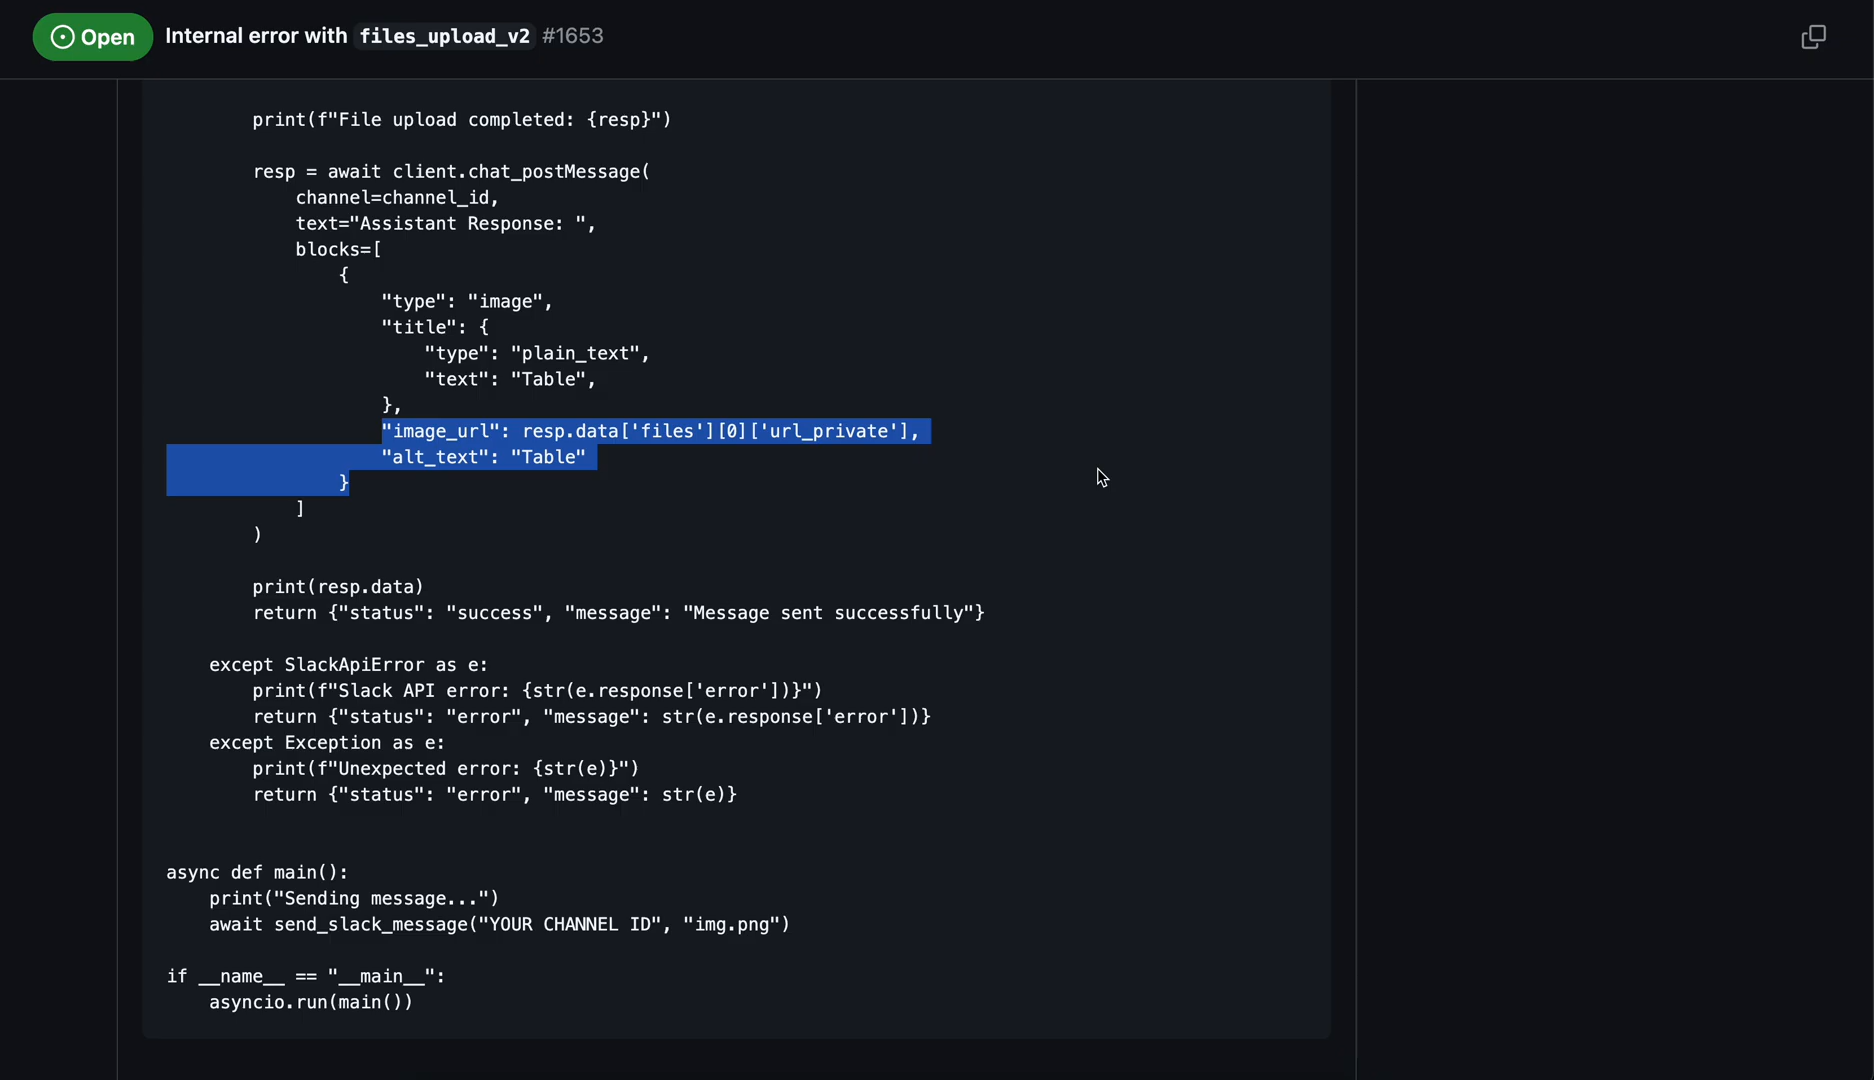 Open Internal error with files_upload_v2 #1653
print(f"File upload completed: {resp}")
resp = await client.chat_postMessage(
channel=channel_id,
text="Assistant Response: ",
blocks=[
{
"type": "image",
"title": {
"type": "plain_text",
"text": "Table",
},
"image_url": resp.data['files'][0]['url_private'],
"alt_text": "Table"
}
]
)
print(resp.data)
return {"status": "success", "message": "Message sent successfully"}
except SlackApiError as e:
print(f"Slack API error: {str(e.response['error'])}")
return {"status": "error", "message": str(e.response['error'])}
except Exception as e:
print(f"Unexpected error: {str(e)}")
return {"status": "error", "message": str(e)}
async def main():
print("Sending message...")
await send_slack_message("YOUR CHANNEL ID", "img.png")
if __name__ == "__main__":
asyncio.run(main())